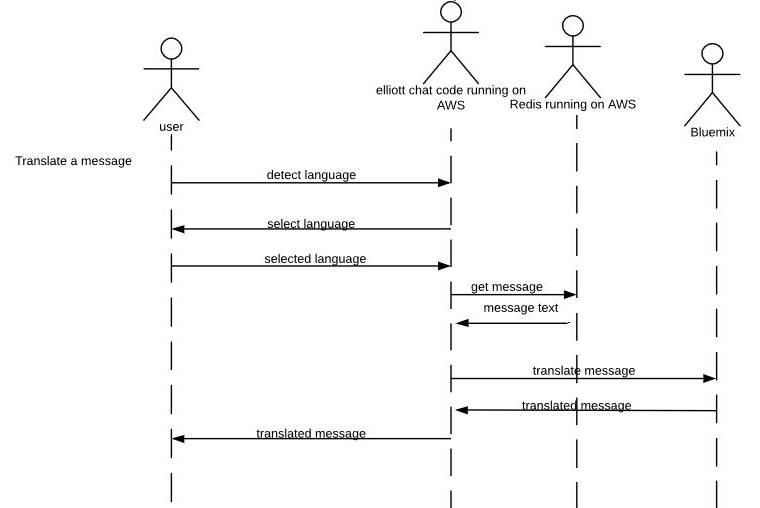 elliott chat code running on
AWS
Redis running on AWS
user
Bluemix
Translate a message
detect language
select language
selected language
get message
message text
translate message
translated message
translated message